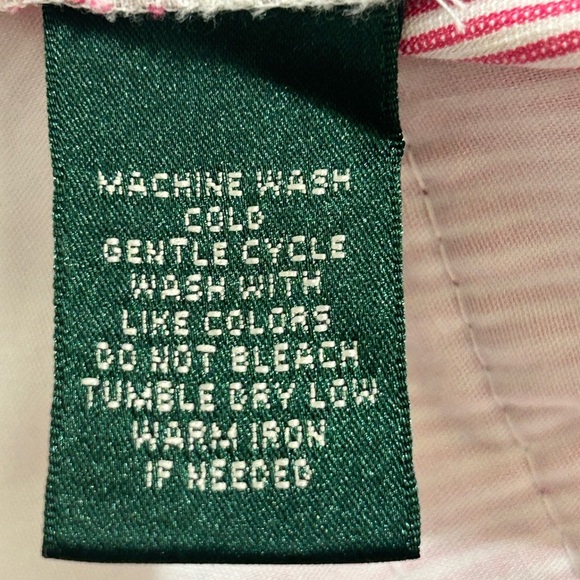 MACHINE WASH
COLD
GENTLE CYCLE
WASH WITH
LIKE COLORS
DO NOT BLEACH
TUMBLE DRY LOW
WARM IRON
IF NEEDED